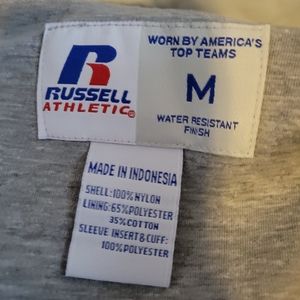 R
RUSSELL
ATHLETIC®
WORN BY AMERICA'S
TOP TEAMS
M
WATER RESISTANT
FINISH
MADE IN INDONESIA
SHELL: 100% NYLON
LINING: 65% POLYESTER
35% COTTON
SLEEVE INSERT & CUFF:
100% POLYESTER